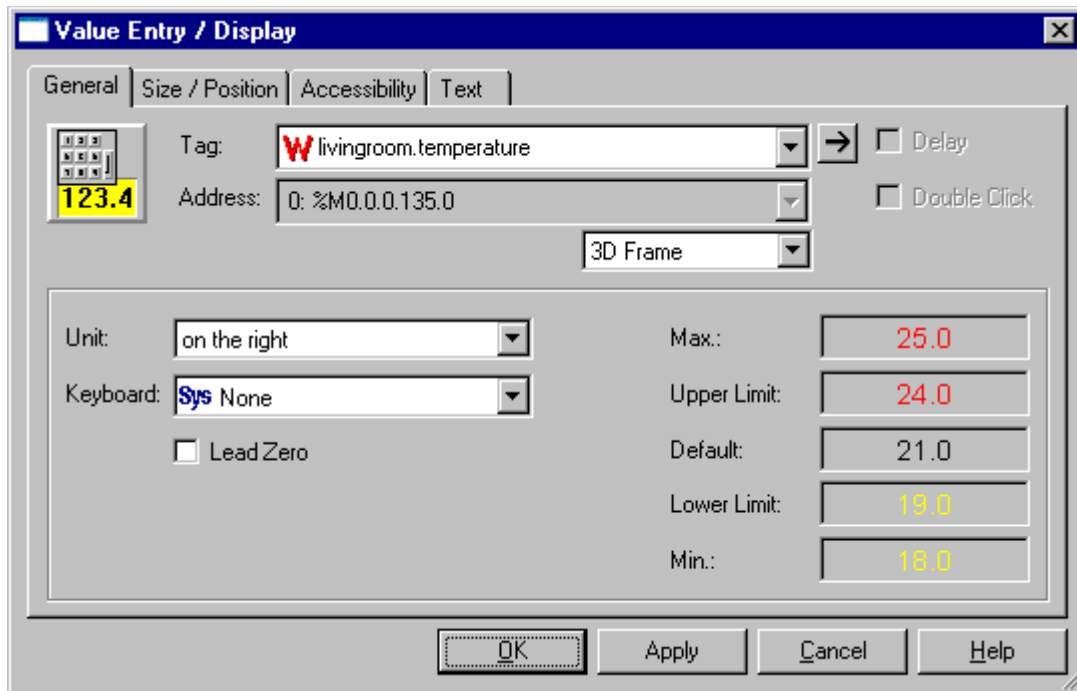 Value Entry / Display
General Size / Position Accessibility Text
Tag: W livingroom.temperature Delay
123.4
Address: 0: %M0.0.0.135.0 Double Click
3D Frame
Unit: on the right Max.: 25.0
Keyboard: Sys None Upper Limit: 24.0
Lead Zero Default: 21.0
Lower Limit: 19.0
Min.: 18.0
OK Apply Cancel Help